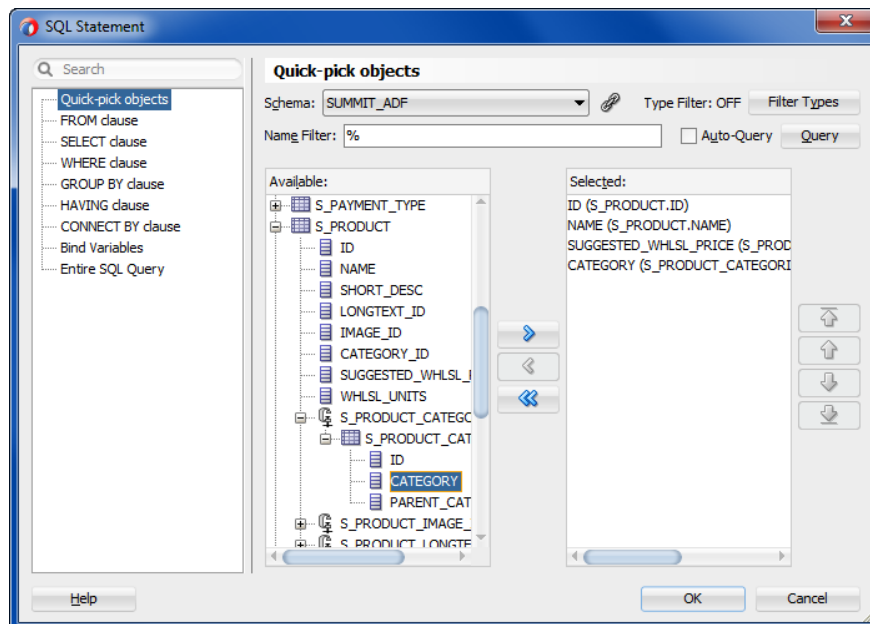 SQL Statement
Search
Quick-pick objects
FROM clause
SELECT clause
WHERE clause
GROUP BY clause
HAVING clause
CONNECT BY clause
Bind Variables
Entire SQL Query
Quick-pick objects
Schema: SUMMIT_ADF Type Filter: OFF Filter Types
Name Filter: % Auto-Query Query
Available:
S_PAYMENT_TYPE
S_PRODUCT
ID
NAME
SHORT_DESC
LONGTEXT_ID
IMAGE_ID
CATEGORY_ID
SUGGESTED_WHLSL_
WHLSL_UNITS
S_PRODUCT_CATEGC
S_PRODUCT_CAT
ID
CATEGORY
PARENT_CAT
S_PRODUCT_IMAGE_
S_PRODUCT_LONGTE
Selected:
ID (S_PRODUCT.ID)
NAME (S_PRODUCT.NAME)
SUGGESTED_WHLSL_PRICE (S_PROD
CATEGORY (S_PRODUCT_CATEGORI
Help OK Cancel